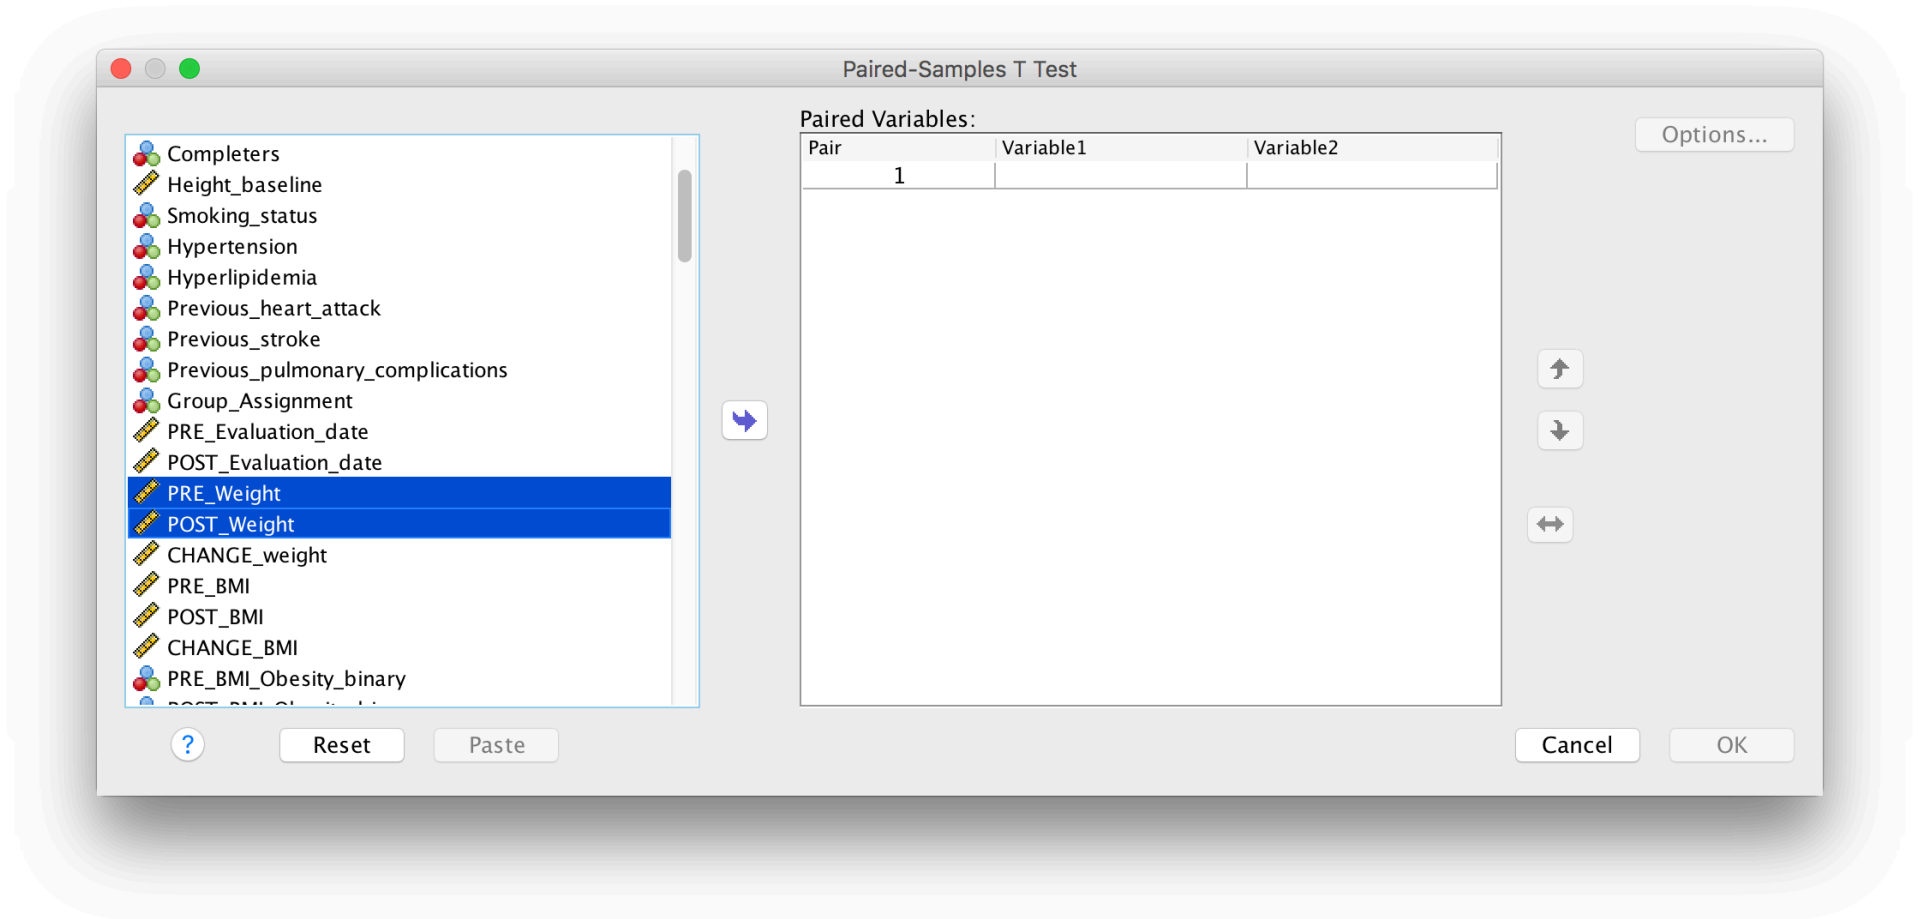 Paired-Samples T Test
Completers
Height_baseline
Smoking_status
Hypertension
Hyperlipidemia
Previous_heart_attack
Previous_stroke
Previous_pulmonary_complications
Group_Assignment
PRE_Evaluation_date
POST_Evaluation_date
PRE_Weight
POST_Weight
CHANGE_weight
PRE_BMI
POST_BMI
CHANGE_BMI
PRE_BMI_Obesity_binary
Paired Variables:
Pair Variable1 Variable2
1
Options...
? Reset Paste Cancel OK